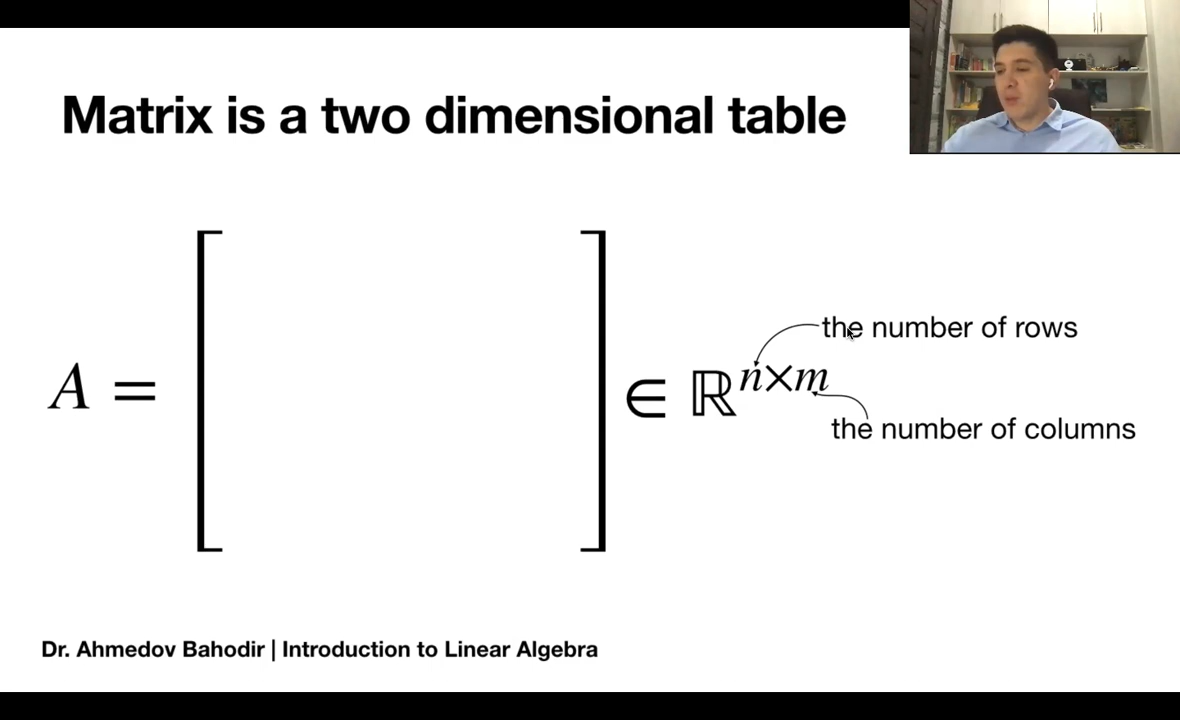 Matrix is a two dimensional table
A = [ ] ∈ ℝ^{n×m}
the number of rows
the number of columns
Dr. Ahmedov Bahodir | Introduction to Linear Algebra